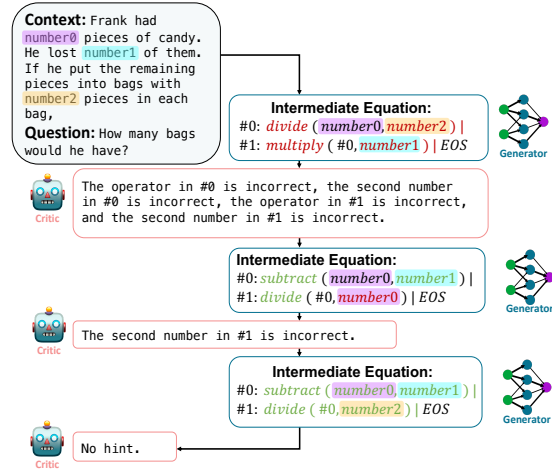 Context: Frank had
number0 pieces of candy.
He lost number1 of them.
If he put the remaining
pieces into bags with
number2 pieces in each
bag,
Question: How many bags
would he have?
Intermediate Equation:
#0: divide (number0,number2) |
#1: multiply ( #0,number1) | EOS
Generator
Critic
The operator in #0 is incorrect, the second number
in #0 is incorrect, the operator in #1 is incorrect,
and the second number in #1 is incorrect.
Intermediate Equation:
#0: subtract (number0,number1) |
#1: divide ( #0,number0) | EOS
Generator
Critic
The second number in #1 is incorrect.
Intermediate Equation:
#0: subtract (number0,number1) |
#1: divide ( #0,number2) | EOS
Generator
Critic
No hint.